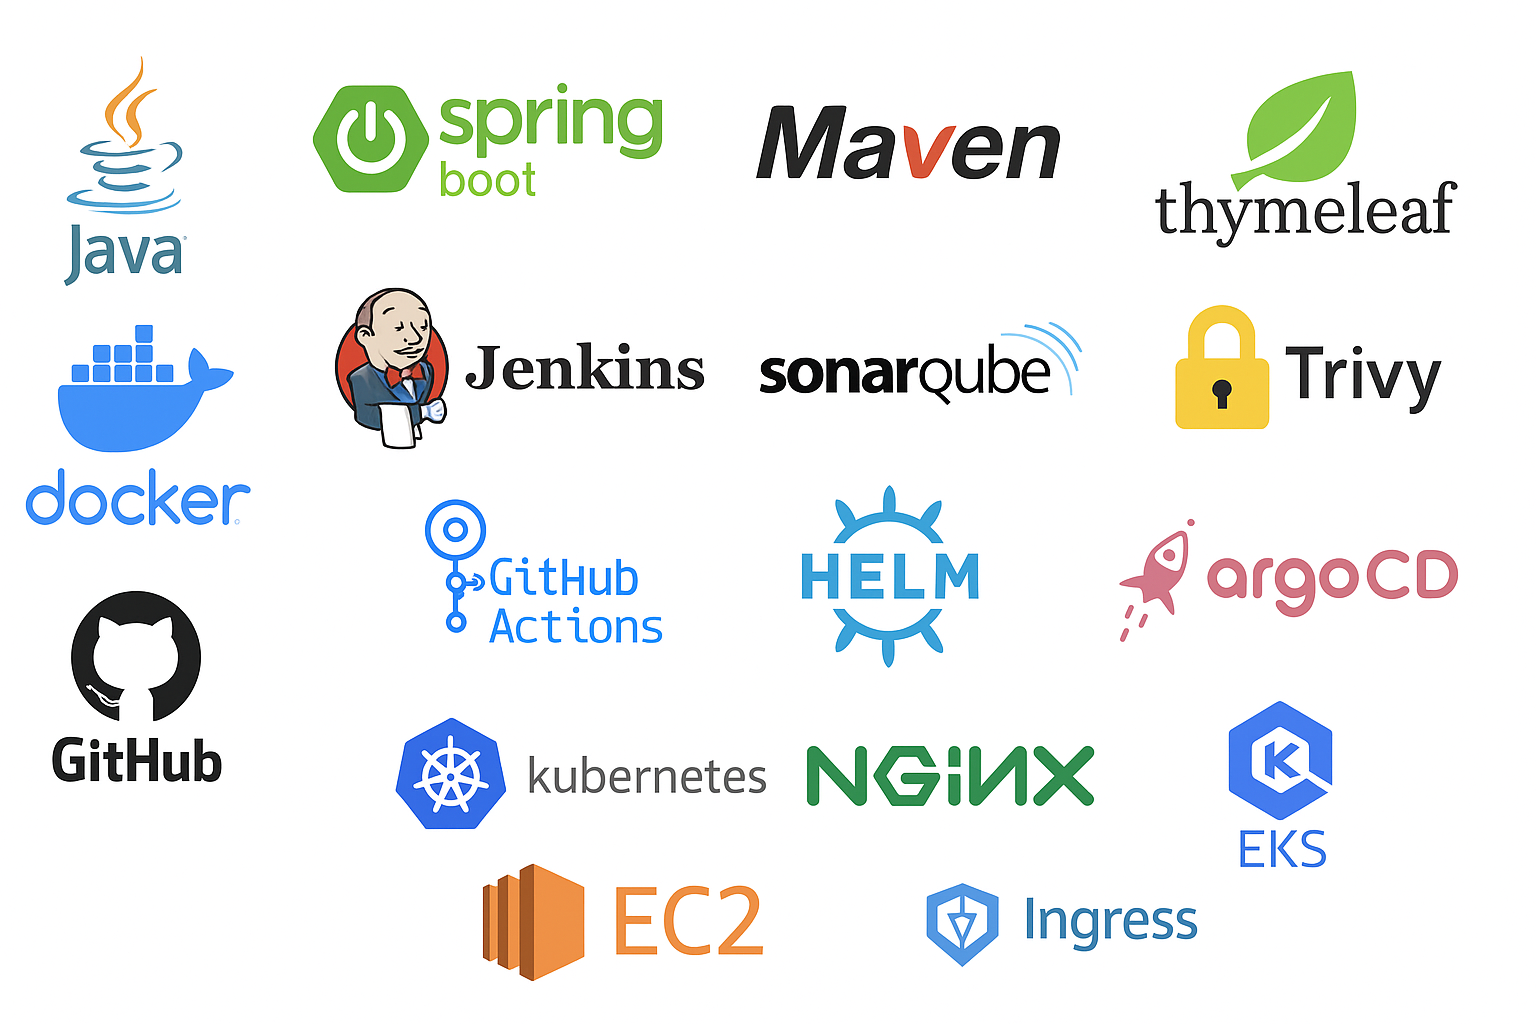 Java
spring
boot
Maven
thymeleaf
docker
Jenkins
sonarqube
Trivy
GitHub
Actions
HELM
argoCD
GitHub
kubernetes
NGiNX
EKS
EC2
Ingress